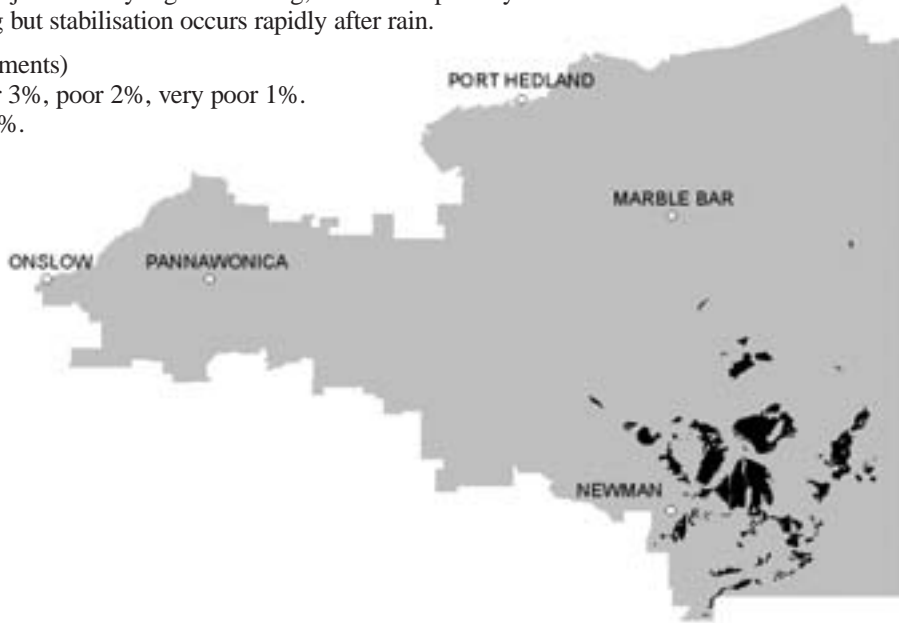 but stabilisation occurs rapidly after rain.
ments)
3%, poor 2%, very poor 1%.
%.
PORT HEDLAND
MARBLE BAR
ONSLOW
PANNAWONICA
NEWMAN